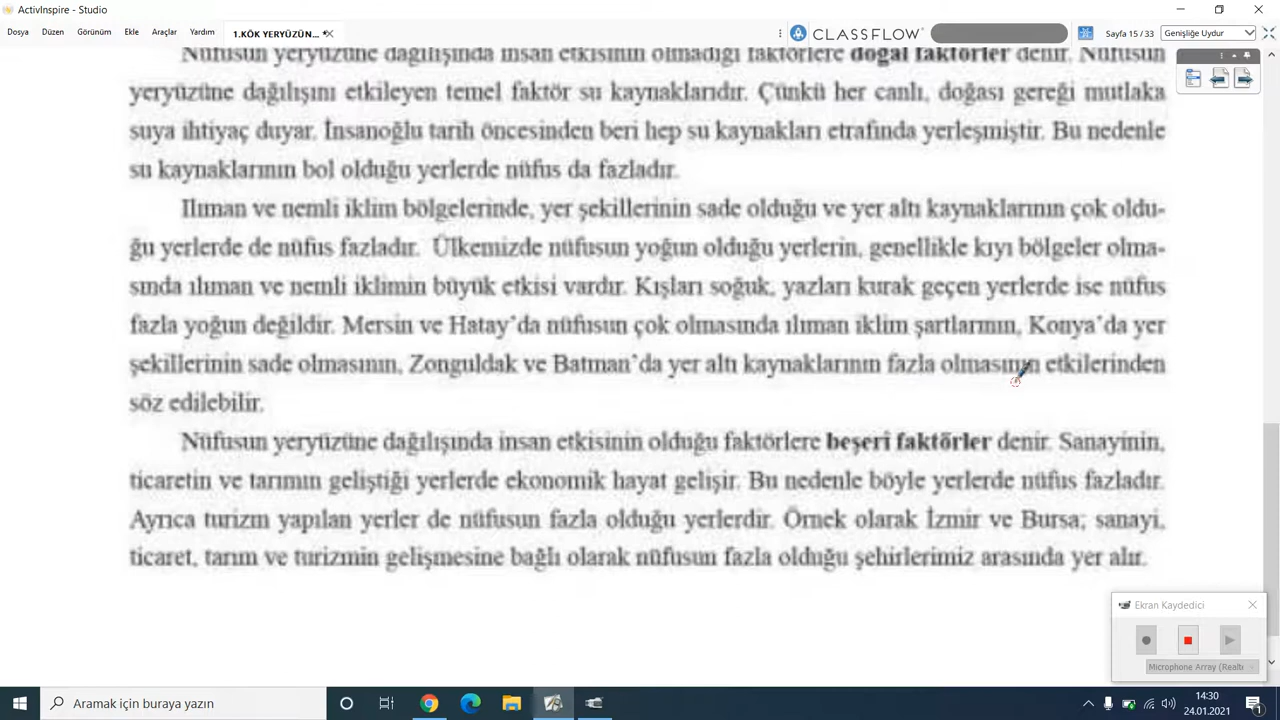 ActivInspire - Studio
Dosya Düzen Görünüm Ekle Araçlar Yardım 1.KÖK YERYÜZÜN... CLASSFLOW Sayfa 15 / 33 Genişliğe Uydur
Nüfusun yeryüzüne dağılışında insan etkisinin olmadığı faktörlere doğal faktörler denir. Nüfusun
yeryüzüne dağılışını etkileyen temel faktör su kaynaklarıdır. Çünkü her canlı, doğası gereği mutlaka
suya ihtiyaç duyar. İnsanoğlu tarih öncesinden beri hep su kaynakları etrafında yerleşmiştir. Bu nedenle
su kaynaklarının bol olduğu yerlerde nüfus da fazladır.
Ilıman ve nemli iklim bölgelerinde, yer şekillerinin sade olduğu ve yer altı kaynaklarının çok oldu-
ğu yerlerde de nüfus fazladır. Ülkemizde nüfusun yoğun olduğu yerlerin, genellikle kıyı bölgeler olma-
sında ılıman ve nemli iklimin büyük etkisi vardır. Kışları soğuk, yazları kurak geçen yerlerde ise nüfus
fazla yoğun değildir. Mersin ve Hatay'da nüfusun çok olmasında ılıman iklim şartlarının, Konya'da yer
şekillerinin sade olmasının, Zonguldak ve Batman'da yer altı kaynaklarının fazla olmasının etkilerinden
söz edilebilir.
Nüfusun yeryüzüne dağılışında insan etkisinin olduğu faktörlere beşerî faktörler denir. Sanayinin,
ticaretin ve tarımın geliştiği yerlerde ekonomik hayat gelişir. Bu nedenle böyle yerlerde nüfus fazladır.
Ayrıca turizm yapılan yerler de nüfusun fazla olduğu yerlerdir. Örnek olarak İzmir ve Bursa; sanayi,
ticaret, tarım ve turizmin gelişmesine bağlı olarak nüfusun fazla olduğu şehirlerimiz arasında yer alır.
Ekran Kaydedici
Microphone Array (Realte
Aramak için buraya yazın
14:30
24.01.2021
1